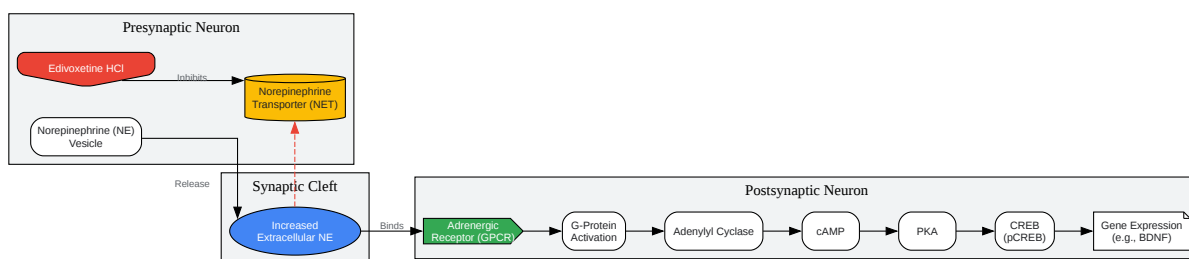 Presynaptic Neuron
Edivoxetine HCl
Inhibits
Norepinephrine
Transporter (NET)
Norepinephrine (NE)
Vesicle
Release
Synaptic Cleft
Increased
Extracellular NE
Binds
Postsynaptic Neuron
Adrenergic
Receptor (GPCR)
G-Protein
Activation
Adenylyl Cyclase
cAMP
PKA
CREB
(pCREB)
Gene Expression
(e.g., BDNF)